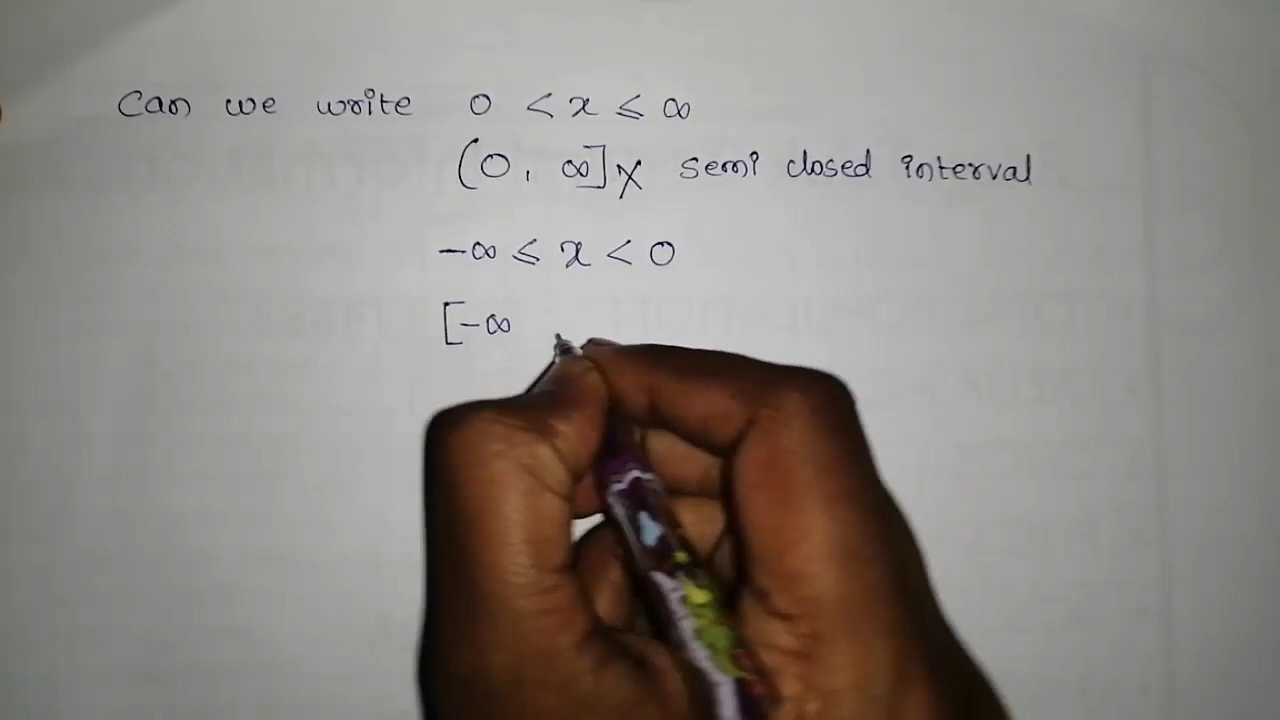 Can we write 0 < x ≤ ∞
(0, ∞] X semi closed interval
-∞ ≤ x < 0
[-∞